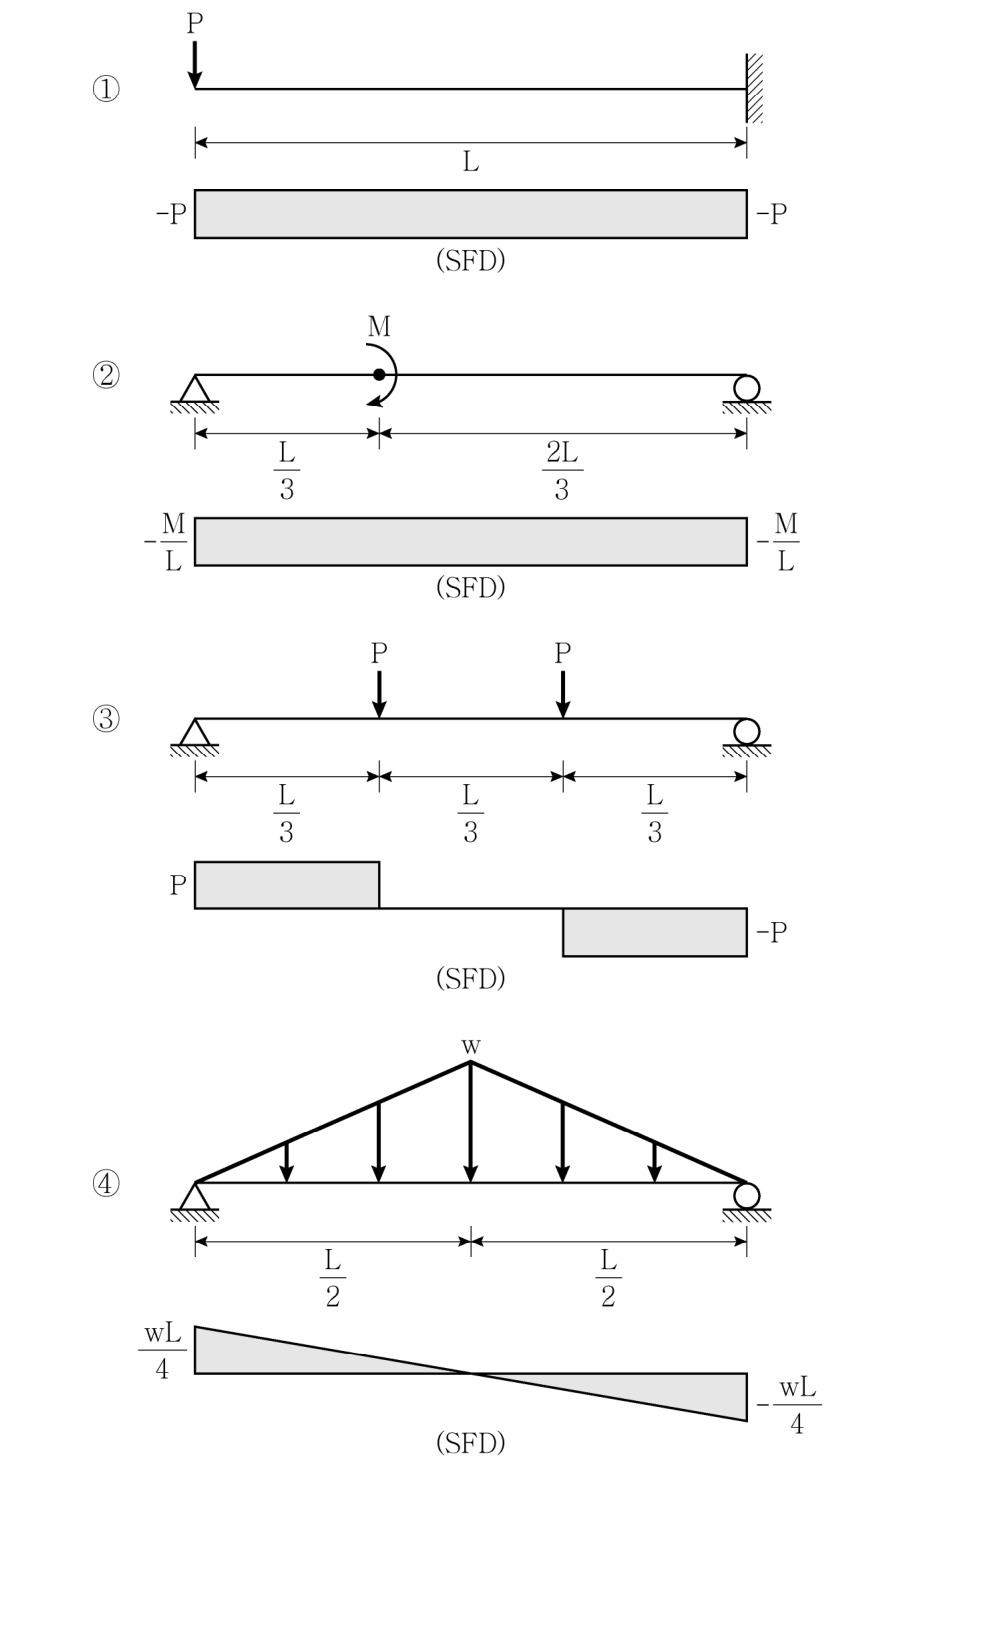 P
①
L
-P -P
(SFD)
M
②
L/3 2L/3
-M/L -M/L
(SFD)
P P
③
L/3 L/3 L/3
P
-P
(SFD)
w
④
L/2 L/2
wL/4
-wL/4
(SFD)